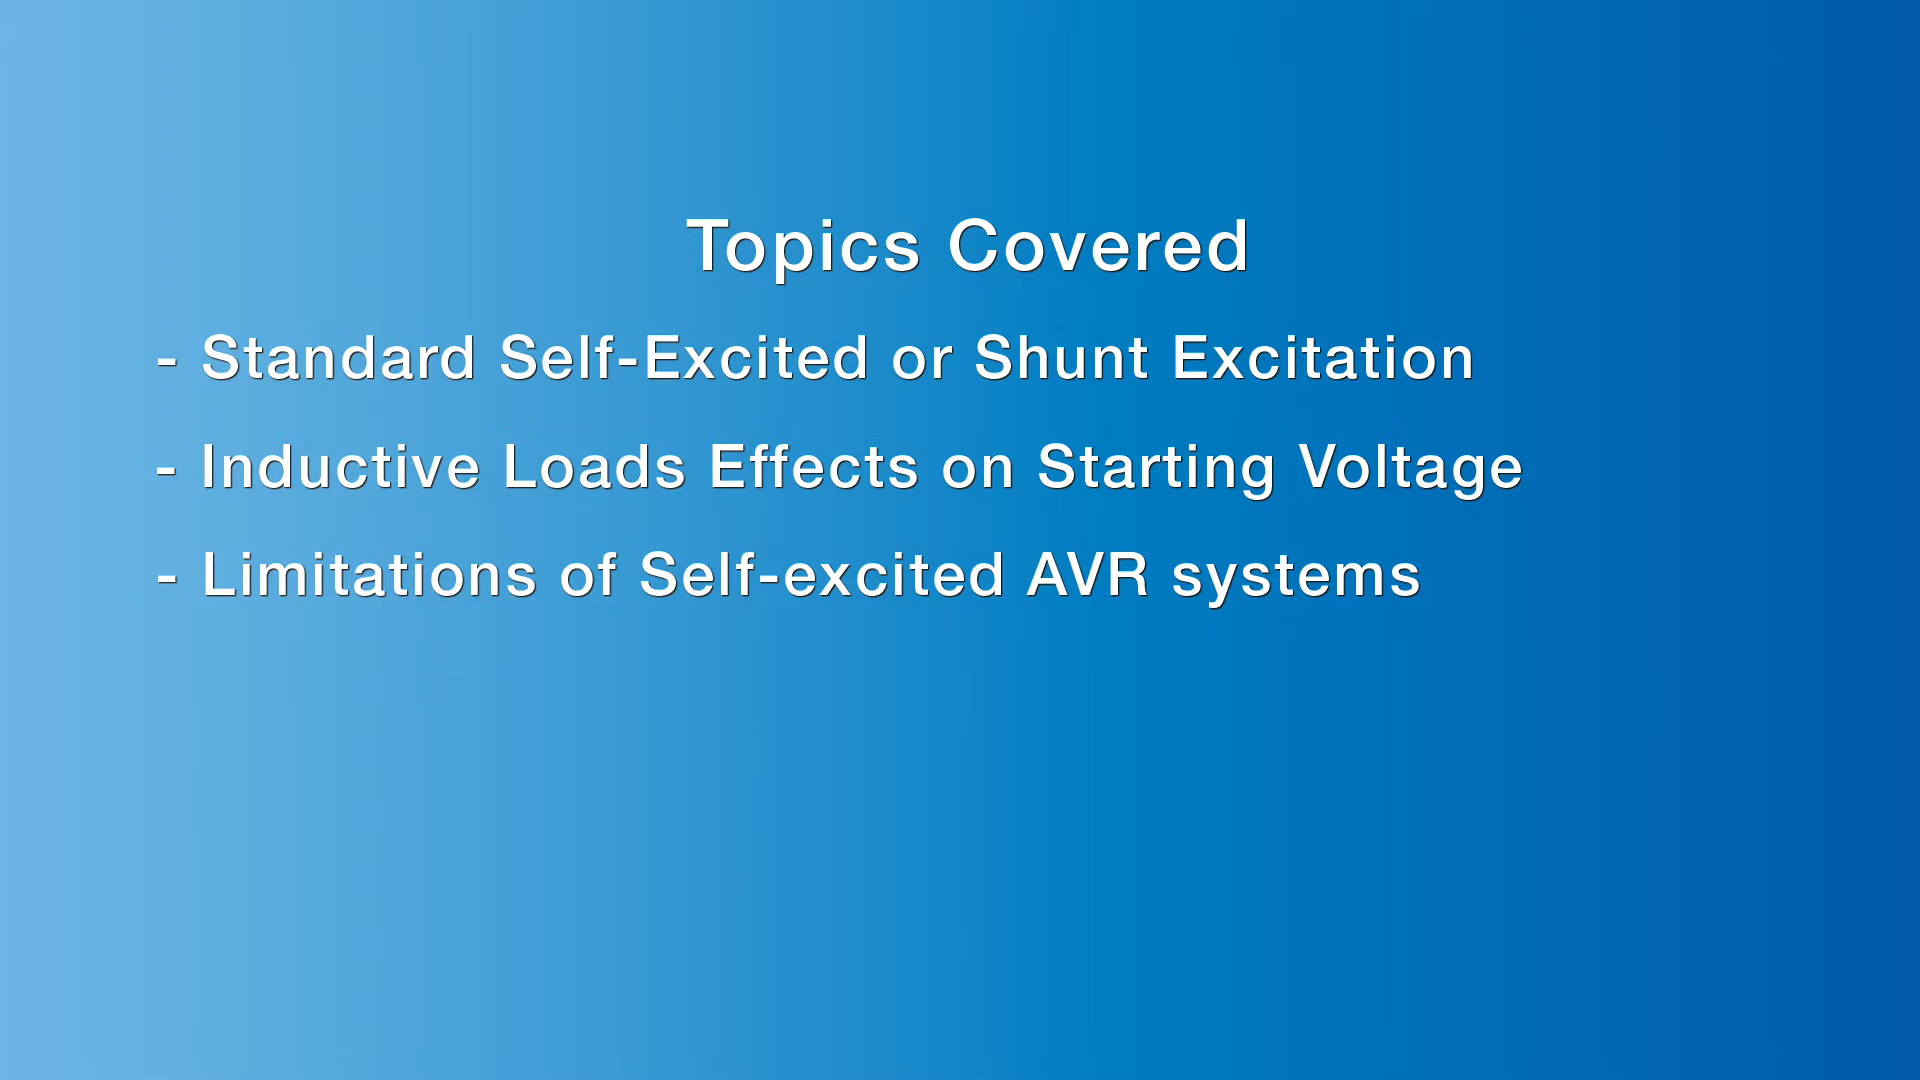 Topics Covered
- Standard Self-Excited or Shunt Excitation
- Inductive Loads Effects on Starting Voltage
- Limitations of Self-excited AVR systems